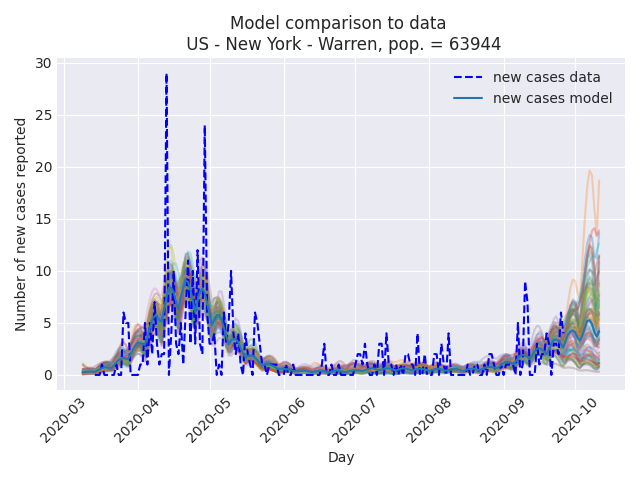 Model comparison to data
US - New York - Warren, pop. = 63944
new cases data
new cases model
Number of new cases reported
30
25
20
15
10
5
0
2020-03
2020-04
2020-05
2020-06
2020-07
2020-08
2020-09
2020-10
Day